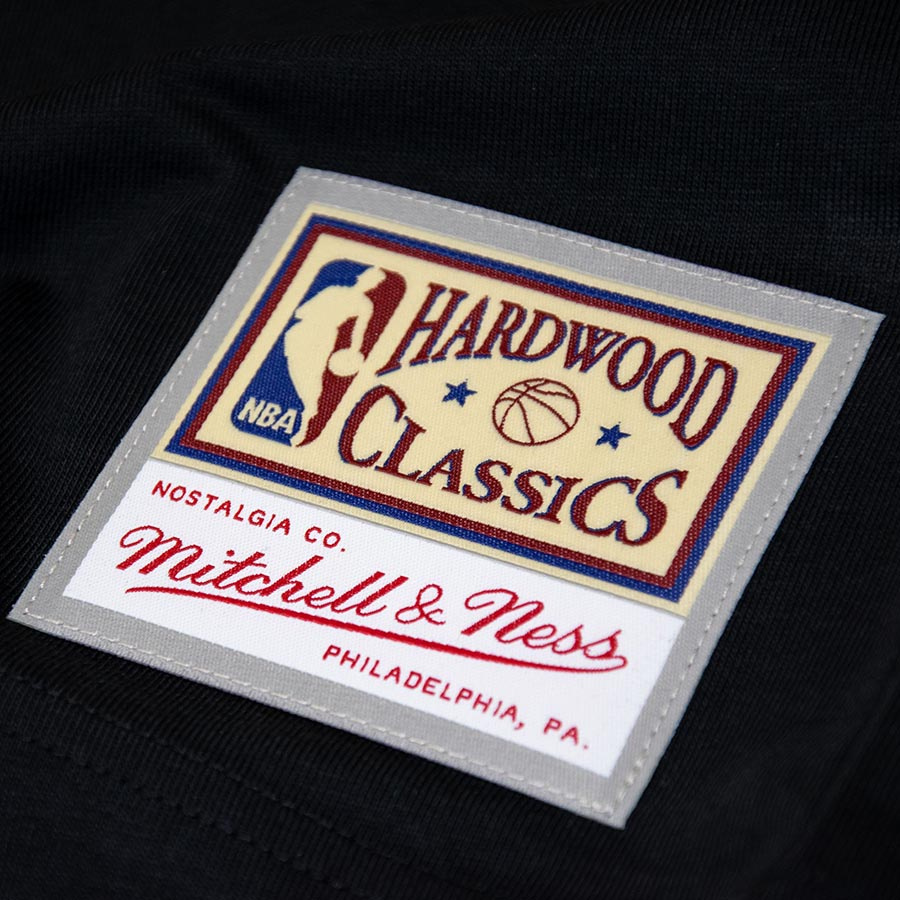 NBA
HARDWOOD
CLASSICS
NOSTALGIA CO.
Mitchell & Ness
PHILADELPHIA, PA.